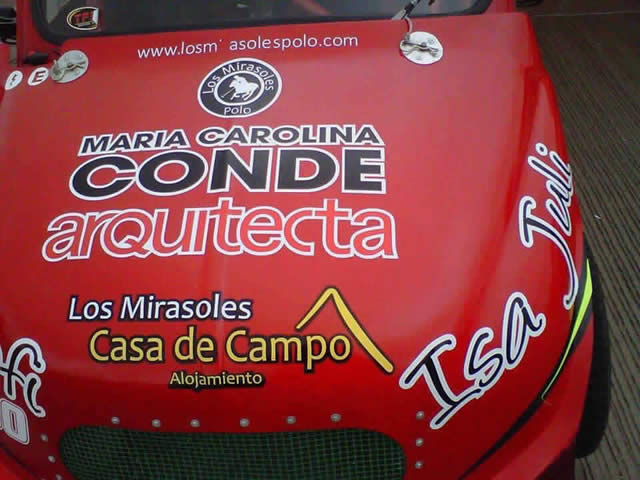 www.losm asolespolo.com
Los Mirasoles
Polo
MARIA CAROLINA
CONDE
arquitecta
Los Mirasoles
Casa de Campo
Alojamiento
Isa Juli
fi